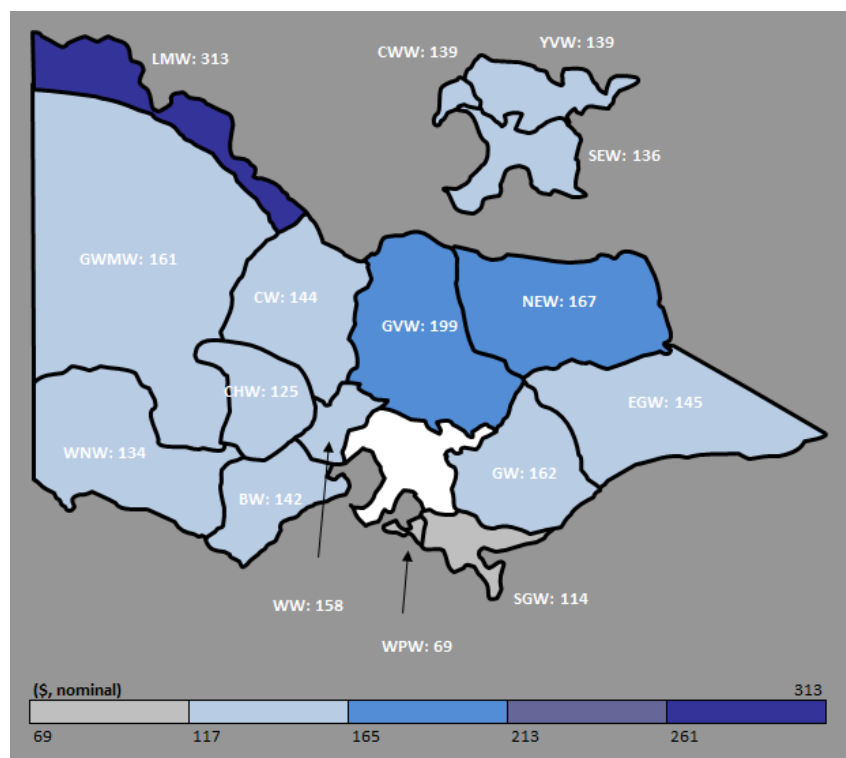 YVW: 139
CWW: 139
LMW: 313
SEW: 136
GWMW: 161
CW: 144
NEW: 167
GVW: 199
CHW: 125
EGW: 145
WNW: 134
GW: 162
BW: 142
SGW: 114
WW: 158
WPW: 69
($, nominal)
313
69
117
165
213
261